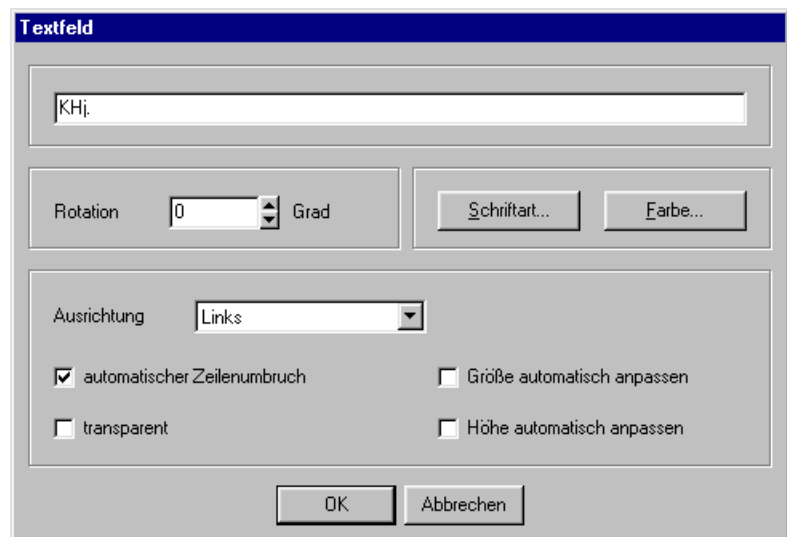 Textfeld
KHj.
Rotation 0 Grad Schriftart... Farbe...
Ausrichtung Links
automatischer Zeilenumbruch Größe automatisch anpassen
transparent Höhe automatisch anpassen
OK Abbrechen